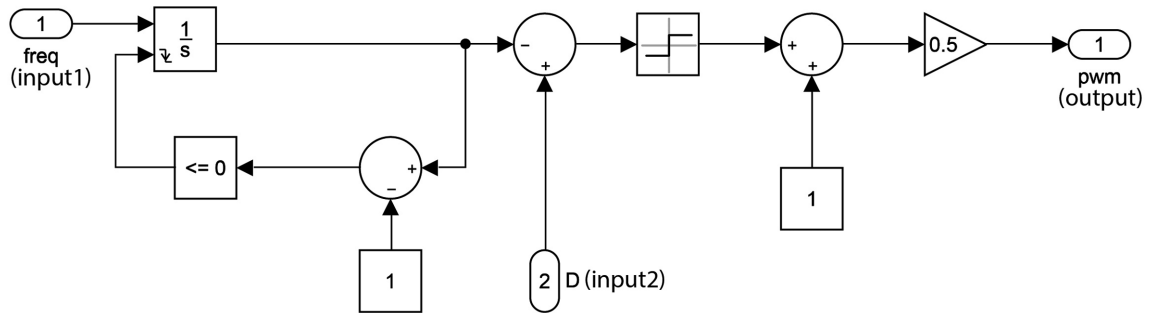 1
freq
(input1)
1
s
−
+
+
+
0.5
1
pwm
(output)
<= 0
+
−
1
1
2
D (input2)